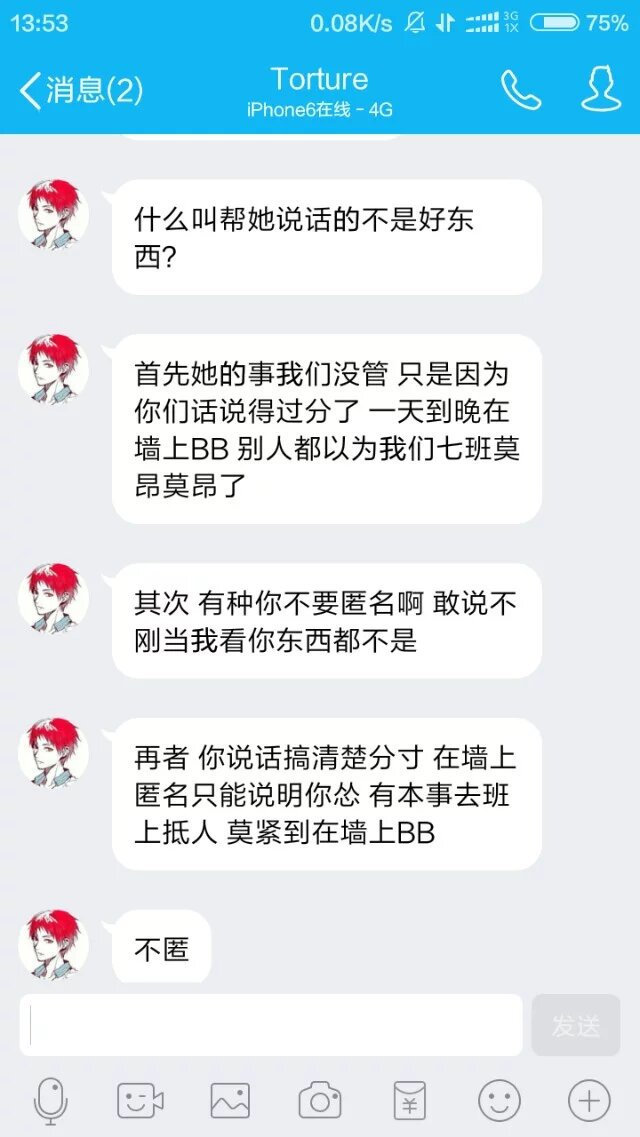 13:53
0.08K/s
3G
1X
75%
消息(2)
Torture
iPhone6在线 - 4G
什么叫帮她说话的不是好东
西?
首先她的事我们没管 只是因为
你们话说得过分了 一天到晚在
墙上BB 别人都以为我们七班莫
昂莫昂了
其次 有种你不要匿名啊 敢说不
刚当我看你东西都不是
再者 你说话搞清楚分寸 在墙上
匿名只能说明你怂 有本事去班
上抵人 莫紧到在墙上BB
不匿
发送